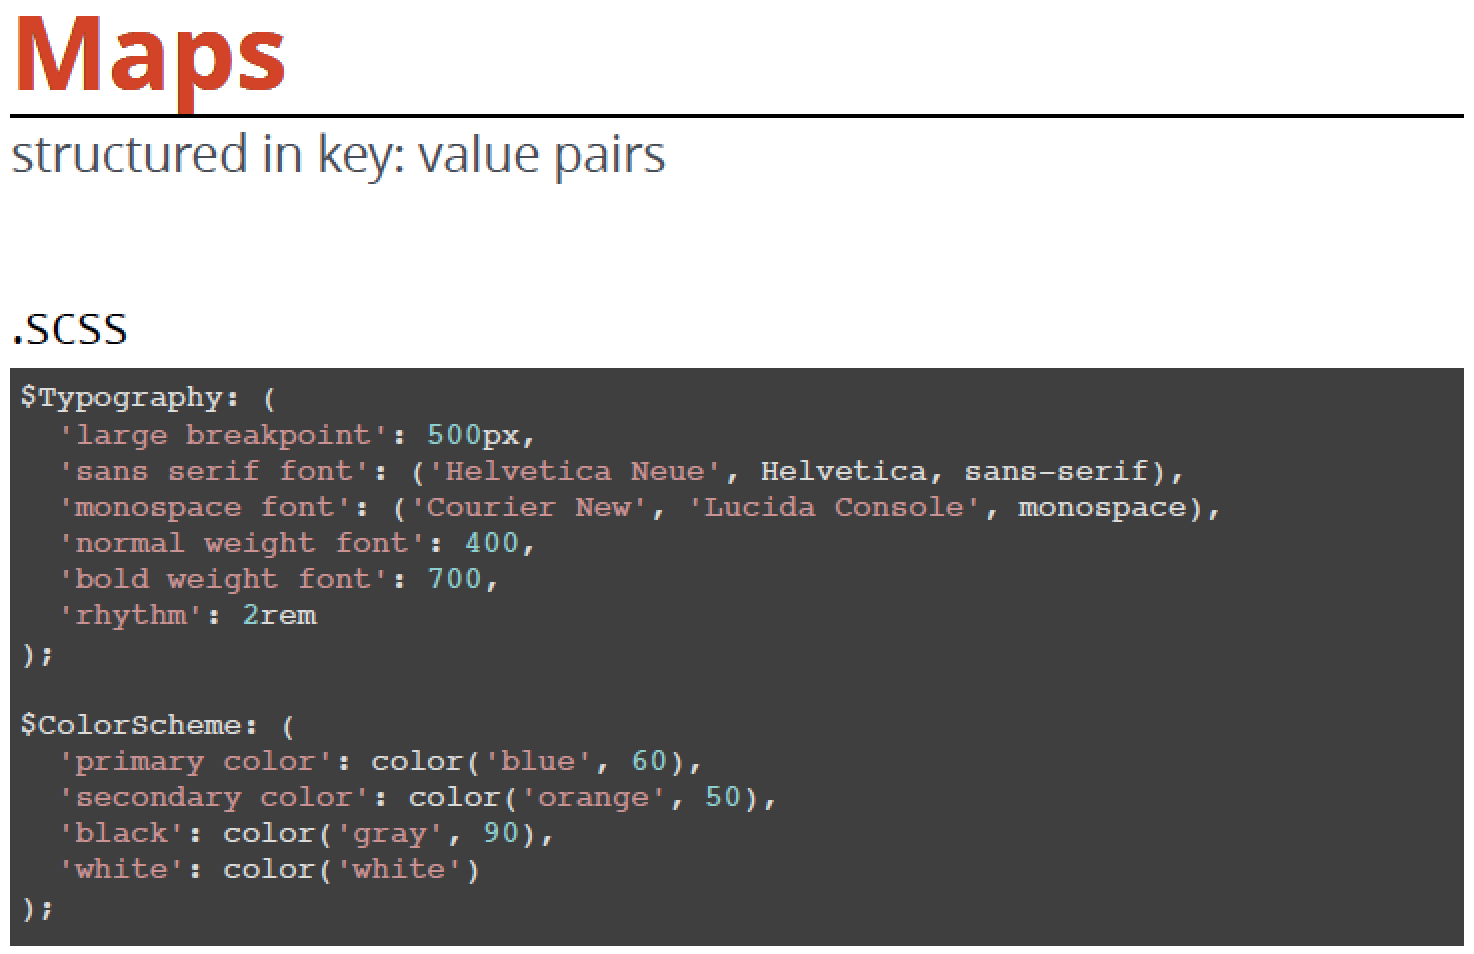 Maps
structured in key: value pairs
.scss
$Typography: (
  'large breakpoint': 500px,
  'sans serif font': ('Helvetica Neue', Helvetica, sans-serif),
  'monospace font': ('Courier New', 'Lucida Console', monospace),
  'normal weight font': 400,
  'bold weight font': 700,
  'rhythm': 2rem
);
$ColorScheme: (
  'primary color': color('blue', 60),
  'secondary color': color('orange', 50),
  'black': color('gray', 90),
  'white': color('white')
);